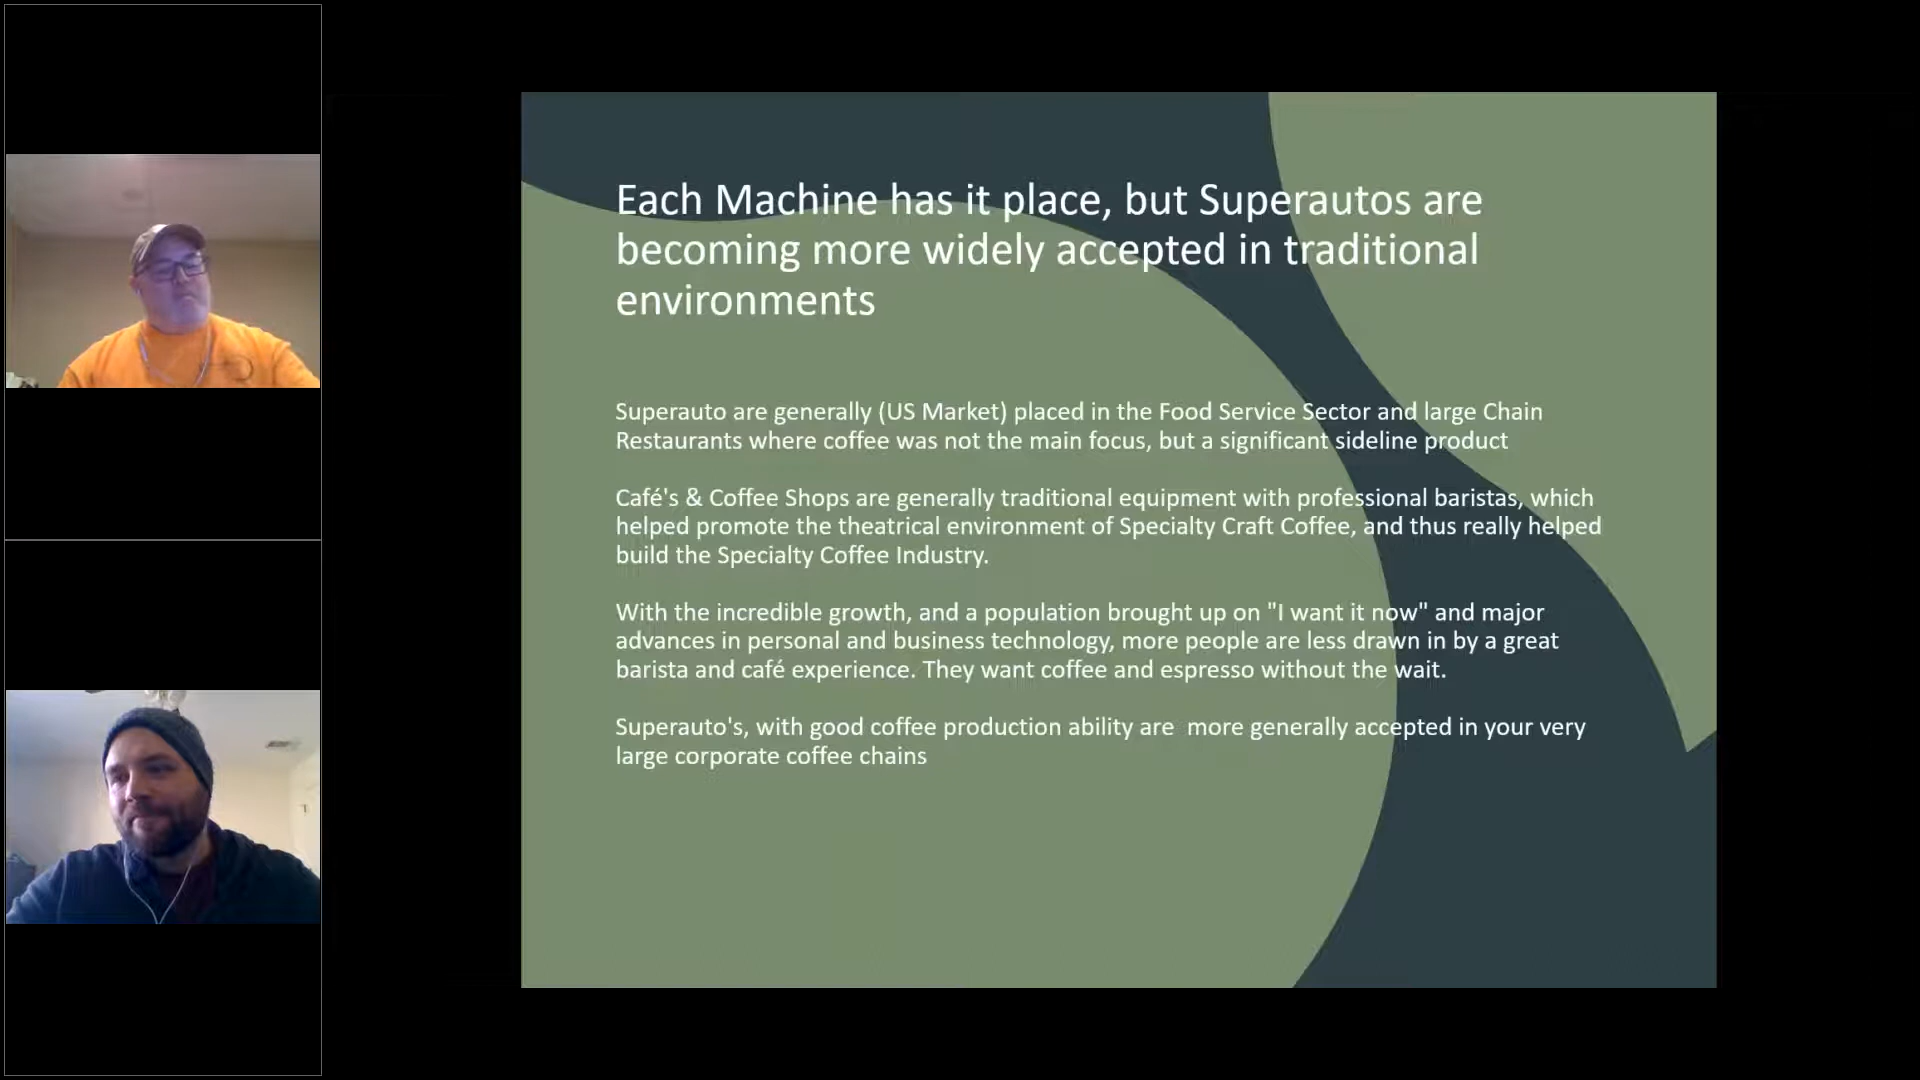 Each Machine has it place, but Superautos are
becoming more widely accepted in traditional
environments
Superauto are generally (US Market) placed in the Food Service Sector and large Chain
Restaurants where coffee was not the main focus, but a significant sideline product
Café's & Coffee Shops are generally traditional equipment with professional baristas, which
helped promote the theatrical environment of Specialty Craft Coffee, and thus really helped
build the Specialty Coffee Industry.
With the incredible growth, and a population brought up on "I want it now" and major
advances in personal and business technology, more people are less drawn in by a great
barista and café experience. They want coffee and espresso without the wait.
Superauto's, with good coffee production ability are  more generally accepted in your very
large corporate coffee chains